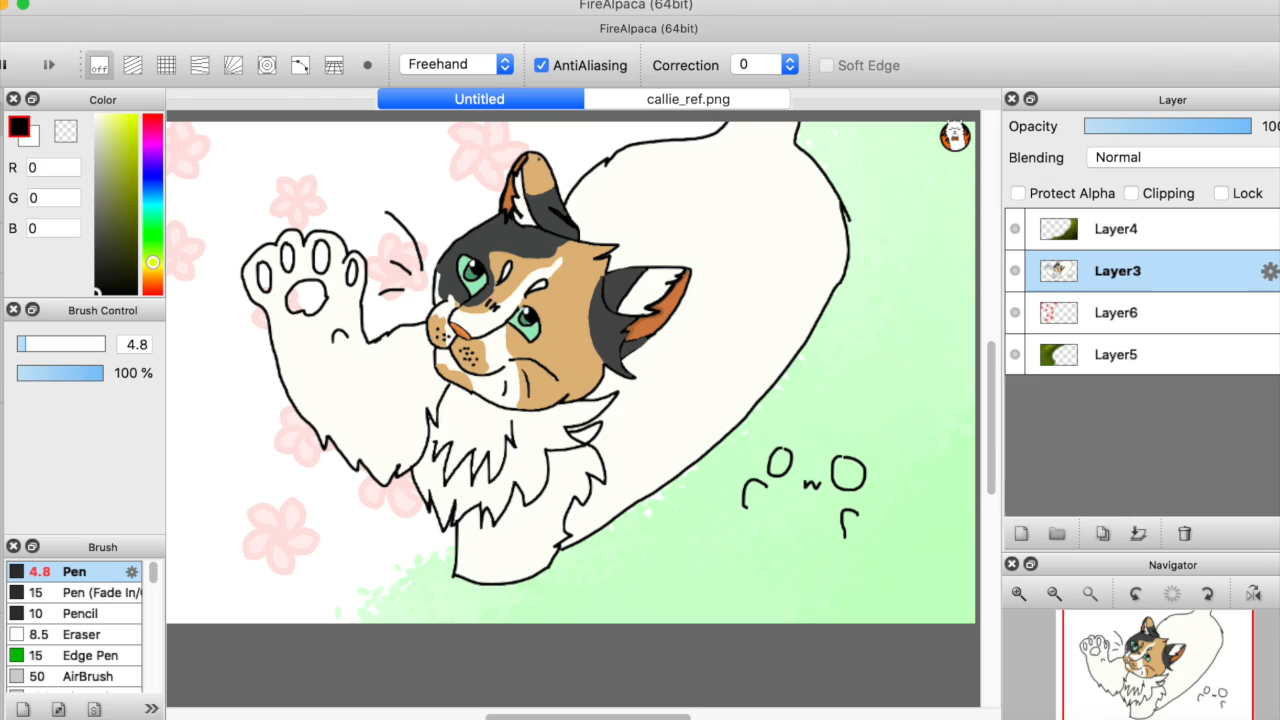 FireAlpaca (64bit)
FireAlpaca (64bit)
off Freehand AntiAliasing Correction 0 Soft Edge
Color
Untitled
callie_ref.png
Layer
R 0
G 0
B 0
Opacity
Blending Normal
Protect Alpha Clipping Lock
Layer4
Layer3
Layer6
Layer5
Brush Control
4.8
100 %
Brush
4.8 Pen
15 Pen (Fade In/
10 Pencil
8.5 Eraser
15 Edge Pen
50 AirBrush
Navigator